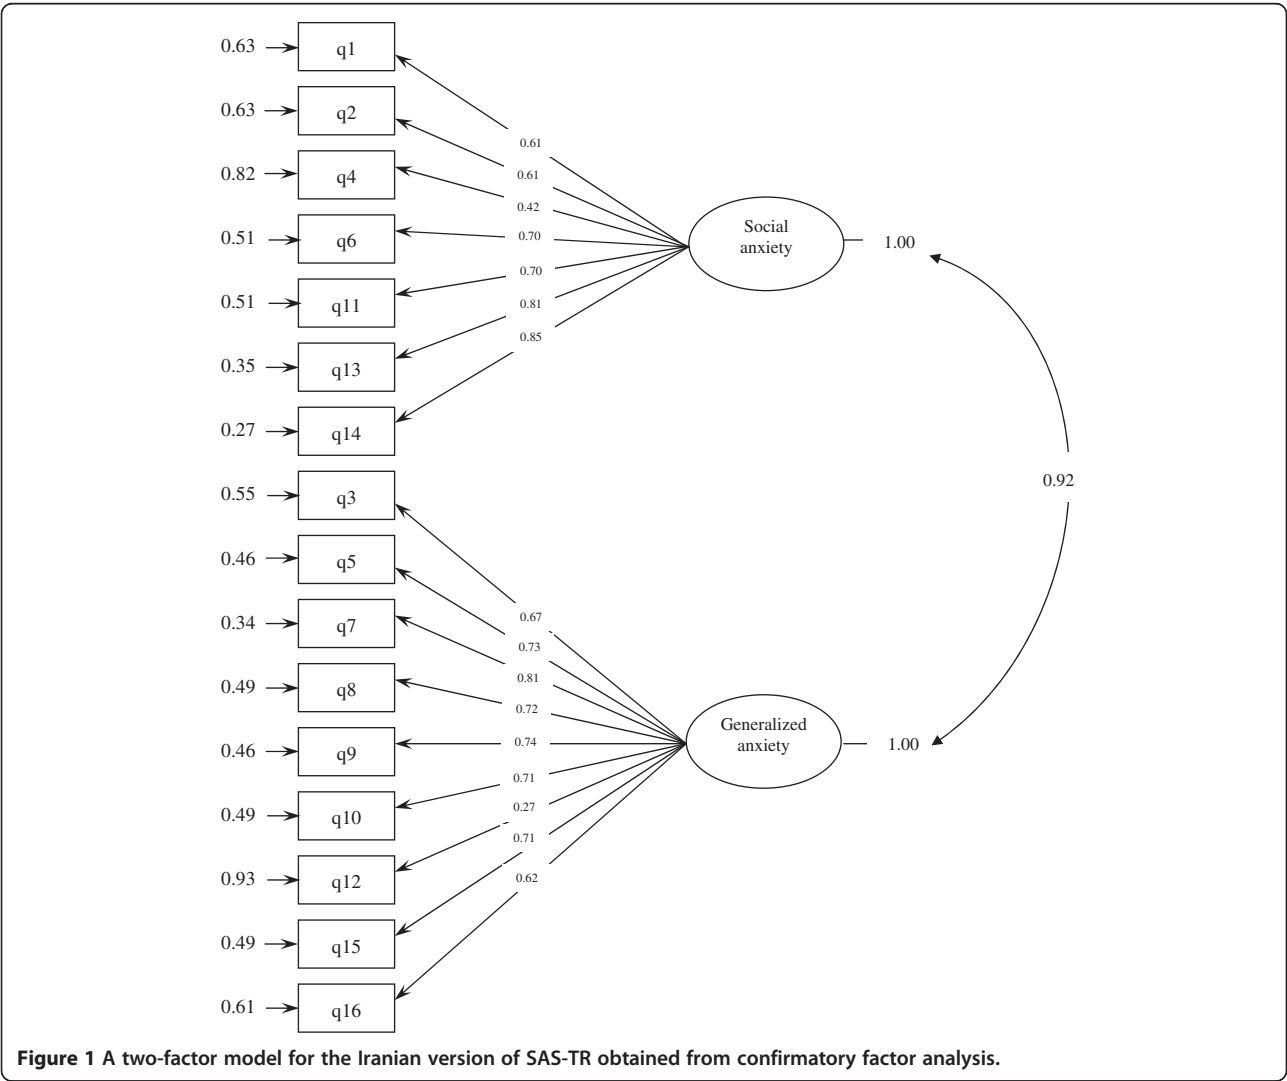 0.63 q1
0.63 q2
0.61
0.82 q4
0.61
0.42
0.51 q6
0.70
Social
anxiety
1.00
0.70
0.51 q11
0.81
0.85
0.35 q13
0.27 q14
0.92
0.55 q3
0.46 q5
0.67
0.34 q7
0.73
0.81
0.49 q8
0.72
Generalized
anxiety
1.00
0.46 q9
0.74
0.71
0.49 q10
0.27
0.71
0.93 q12
0.62
0.49 q15
0.61 q16
Figure 1 A two-factor model for the Iranian version of SAS-TR obtained from confirmatory factor analysis.